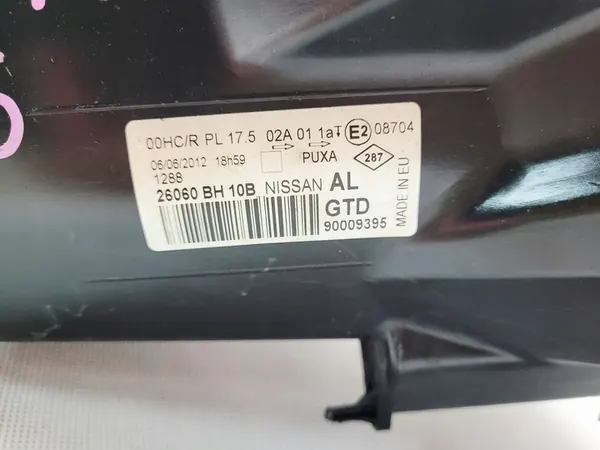 00HC/R PL 17.5 02A 01 1aT E2 08704
06/06/2012 18h59 PUXA 287
1288
26060 BH 10B NISSAN AL
GTD
90009395
MADE IN EU